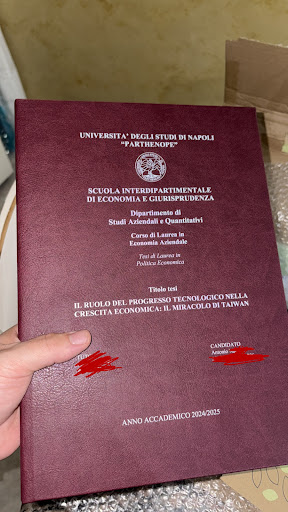 UNIVERSITA' DEGLI STUDI DI NAPOLI
"PARTHENOPE"
SCUOLA INTERDIPARTIMENTALE
DI ECONOMIA E GIURISPRUDENZA
Dipartimento di
Studi Aziendali e Quantitativi
Corso di Laurea in
Economia Aziendale
Tesi di Laurea in
Politica Economica
Titolo tesi
IL RUOLO DEL PROGRESSO TECNOLOGICO NELLA
CRESCITA ECONOMICA: IL MIRACOLO DI TAIWAN
CANDIDATO
Antonio
ANNO ACCADEMICO 2024/2025